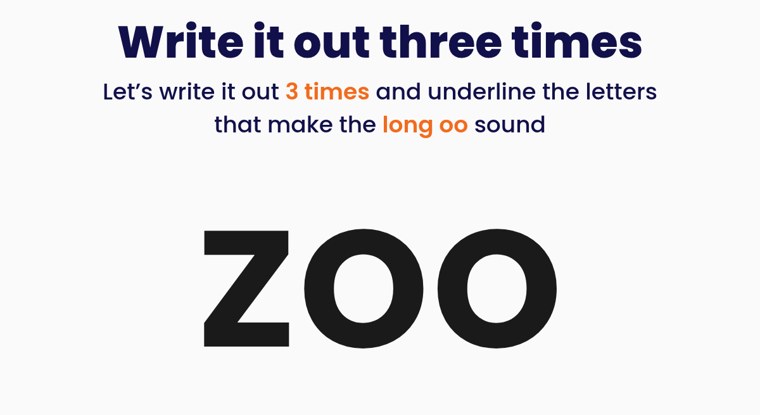 Write it out three times
Let’s write it out 3 times and underline the letters
that make the long oo sound
zoo